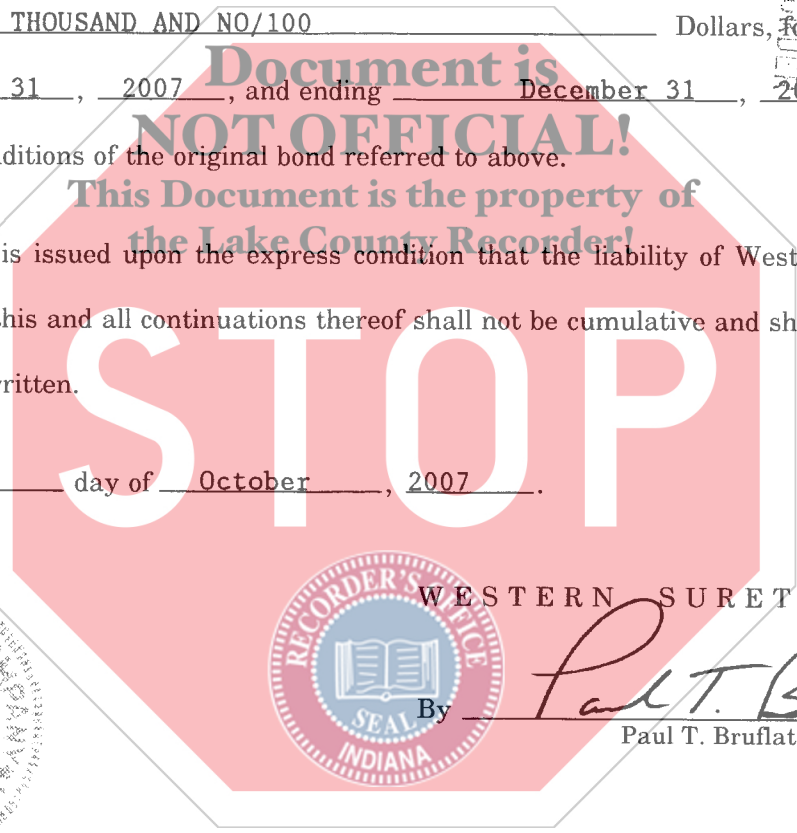 THOUSAND AND NO/100 Dollars,
Document is
31, 2007, and ending December 31,
NOT OFFICIAL!
ditions of the original bond referred to above.
This Document is the property of
the Lake County Recorder!
is issued upon the express condition that the liability of West
this and all continuations thereof shall not be cumulative and sh
ritten.
STOP
day of October, 2007.
RECORDER'S OFFICE
SEAL
INDIANA
WESTERN SURET
By Paul T. B
Paul T. Bruflat